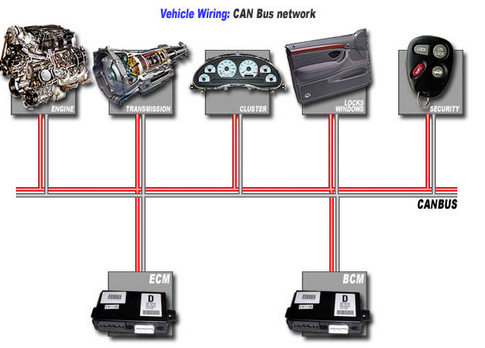 Vehicle Wiring: CAN Bus network
ENGINE
TRANSMISSION
CLUSTER
LOCKS
WINDOWS
SECURITY
CANBUS
ECM
BCM
D
D